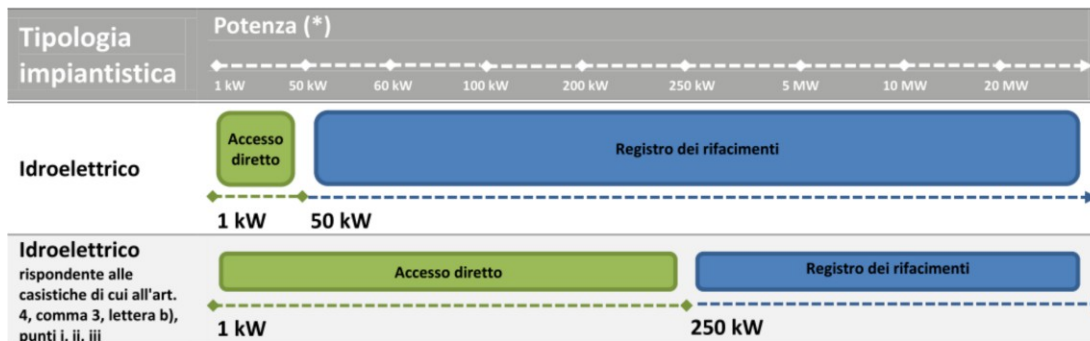 Tipologia
impiantistica
Potenza (*)
1 kW 50 kW 60 kW 100 kW 200 kW 250 kW 5 MW 10 MW 20 MW
Idroelettrico
Accesso
diretto
Registro dei rifacimenti
1 kW 50 kW
Idroelettrico
rispondente alle
casistiche di cui all'art.
4, comma 3, lettera b),
punti i, ii, iii
Accesso diretto
Registro dei rifacimenti
1 kW 250 kW